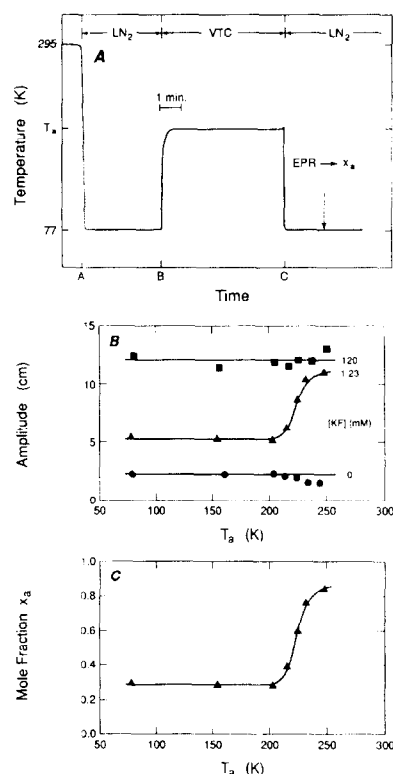 LN₂
VTC
LN₂
295
A
1 min.
Tₐ
EPR → xₐ
77
Temperature (K)
A
B
C
Time
15
B
120
1.23
10
[KF] (mM)
5
0
0
Amplitude (cm)
50
100
150
200
250
300
Tₐ (K)
1.0
C
0.8
0.6
0.4
0.2
0.0
Mole Fraction xₐ
50
100
150
200
250
300
Tₐ (K)